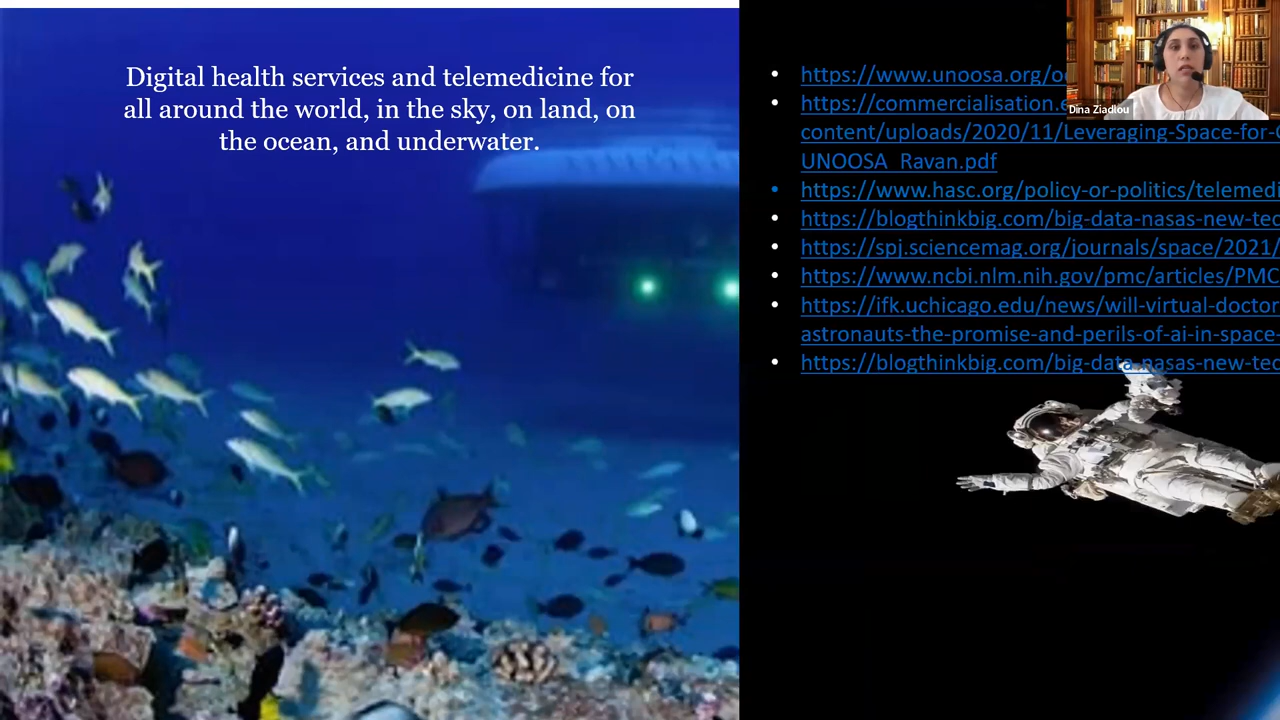 Digital health services and telemedicine for
all around the world, in the sky, on land, on
the ocean, and underwater.
https://www.unoosa.org/
https://commercialisation.
content/uploads/2020/11/Leveraging-Space-for-
UNOOSA_Ravan.pdf
https://www.hasc.org/policy-or-politics/telemedi
https://blogthinkbig.com/big-data-nasas-new-tec
https://spj.sciencemag.org/journals/space/2021/
https://www.ncbi.nlm.nih.gov/pmc/articles/PMC
https://ifk.uchicago.edu/news/will-virtual-doctor
astronauts-the-promise-and-perils-of-ai-in-space-
https://blogthinkbig.com/big-data-nasas-new-tec
Dina Ziadlou